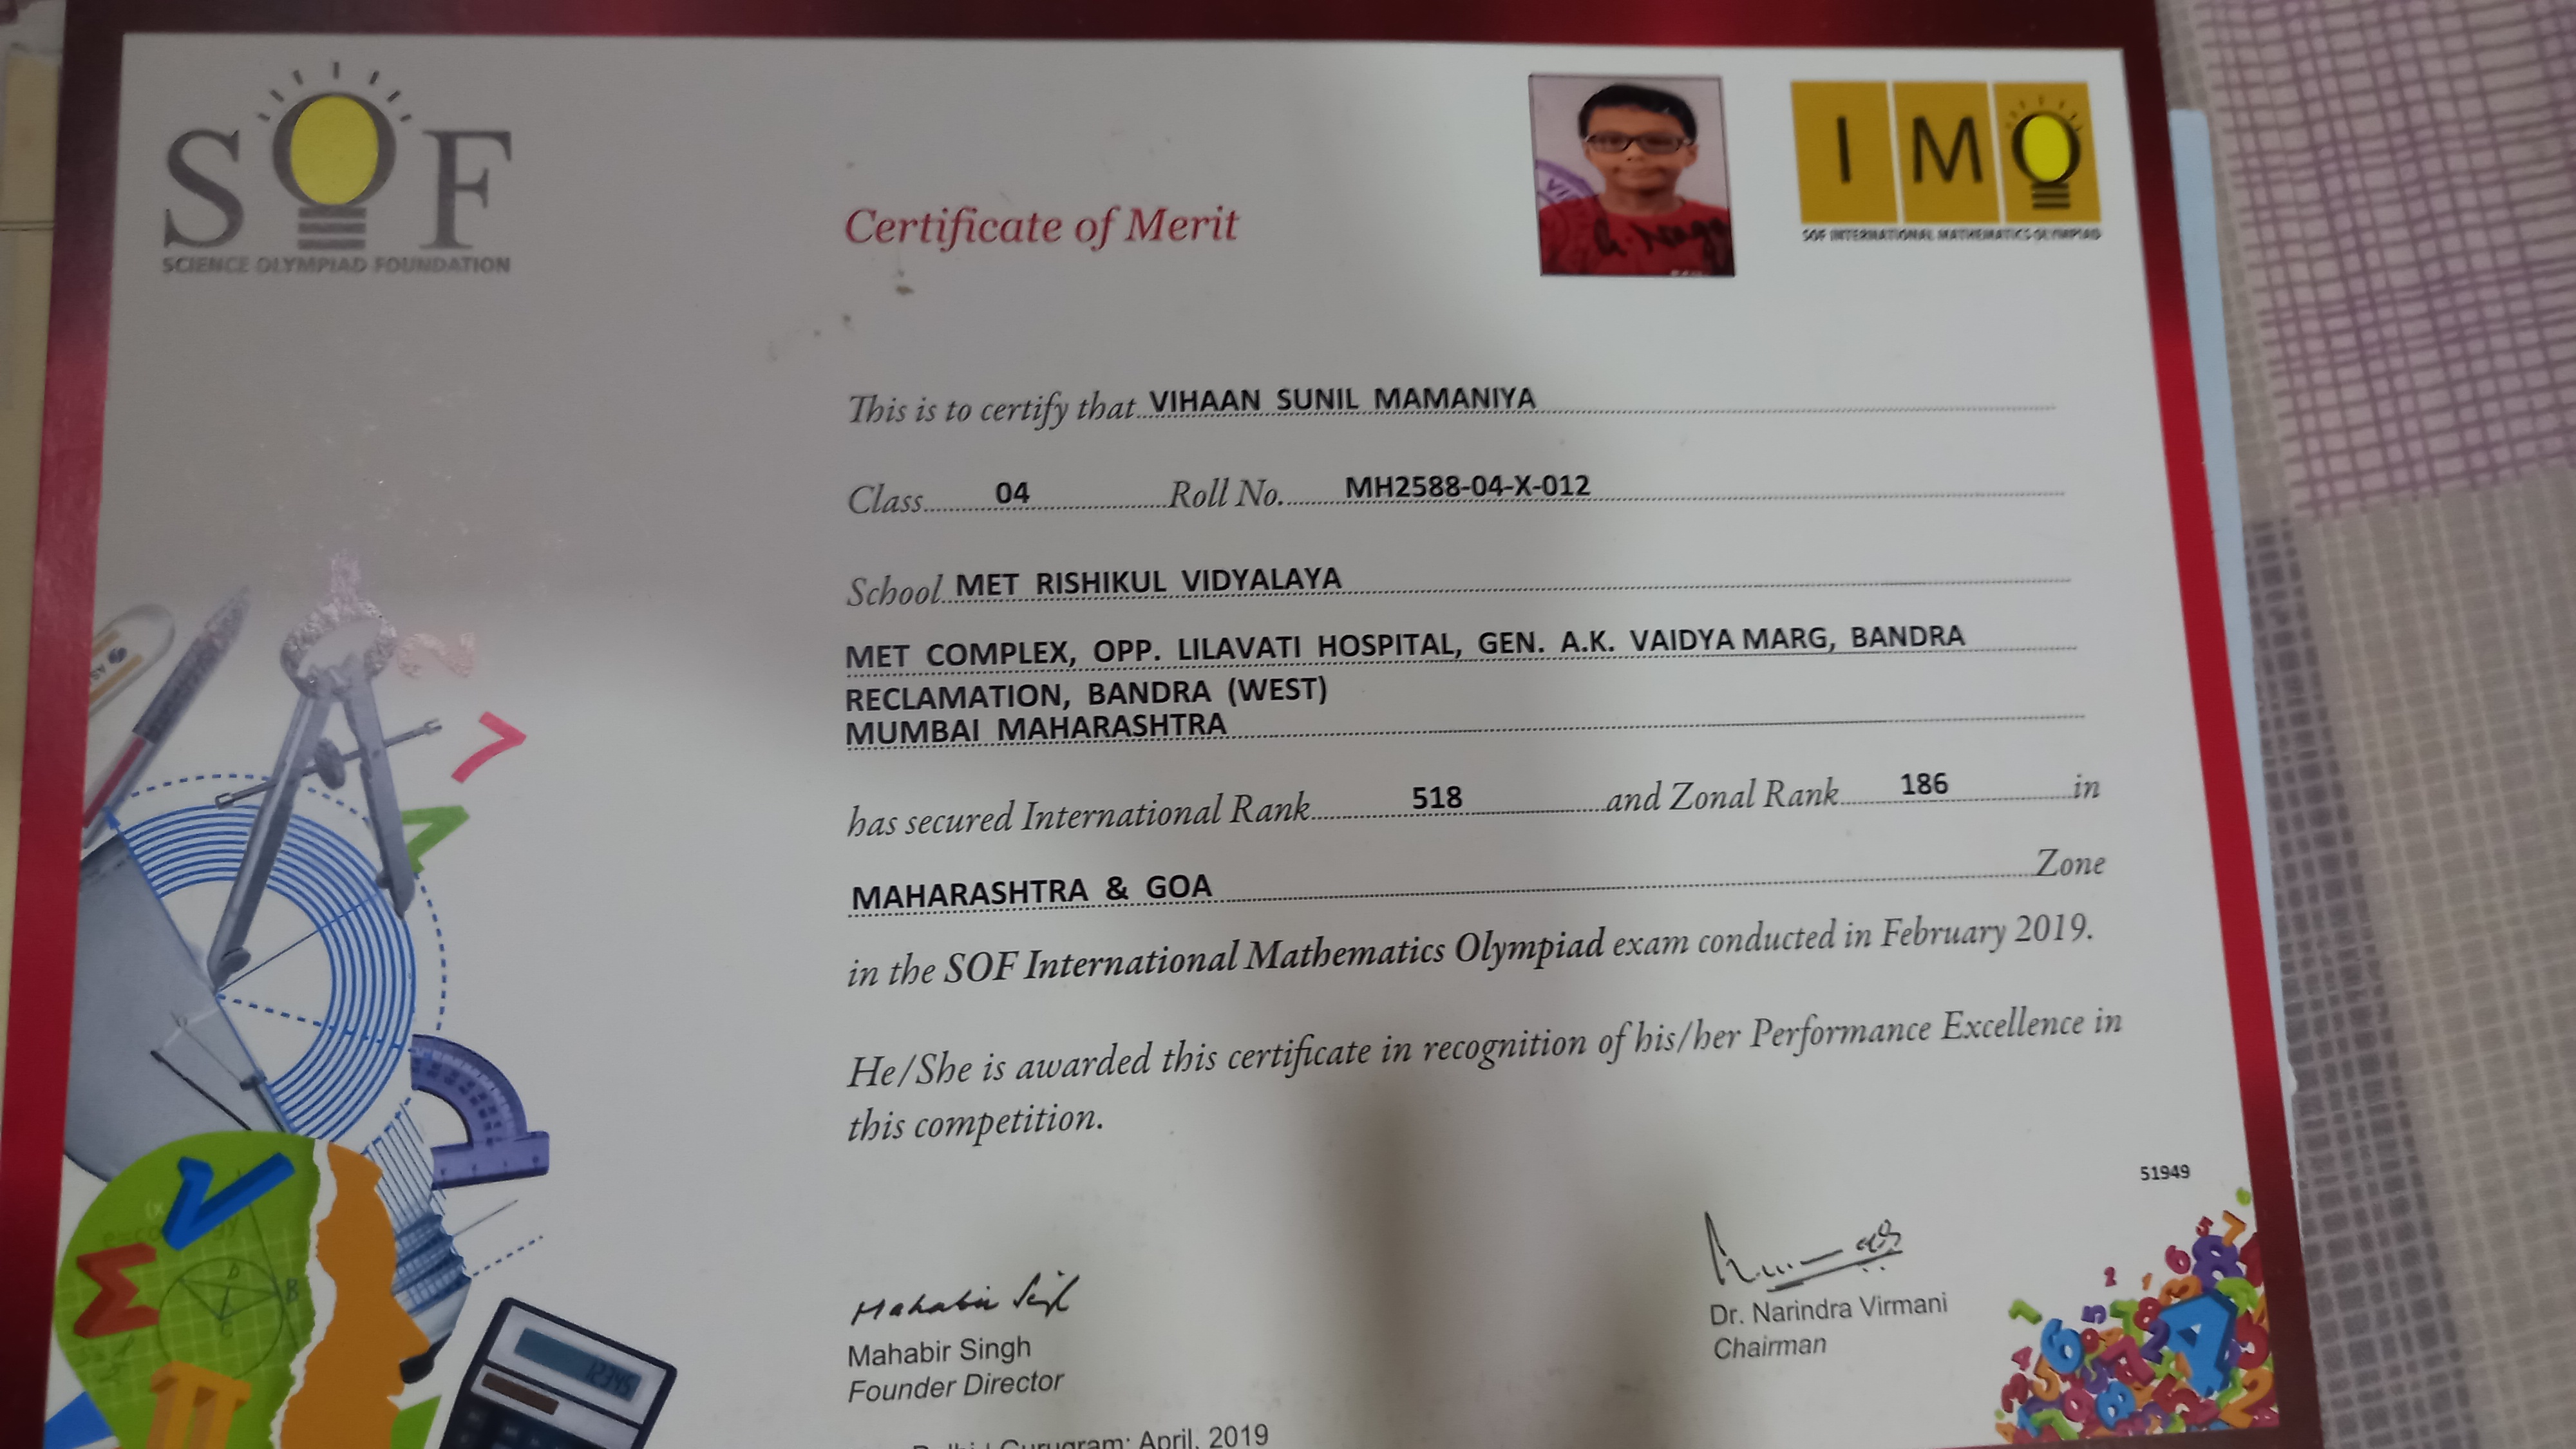 SOF
SCIENCE OLYMPIAD FOUNDATION
Certificate of Merit
IMO
SOF INTERNATIONAL MATHEMATICS OLYMPIAD
This is to certify that VIHAAN SUNIL MAMANIYA
Class 04 Roll No. MH2588-04-X-012
School MET RISHIKUL VIDYALAYA
MET COMPLEX, OPP. LILAVATI HOSPITAL, GEN. A.K. VAIDYA MARG, BANDRA
RECLAMATION, BANDRA (WEST)
MUMBAI MAHARASHTRA
has secured International Rank 518 and Zonal Rank 186 in
MAHARASHTRA & GOA Zone
in the SOF International Mathematics Olympiad exam conducted in February 2019.
He/She is awarded this certificate in recognition of his/her Performance Excellence in
this competition.
51949
Mahabir Singh
Mahabir Singh
Founder Director
Dr. Narindra Virmani
Chairman
Gurugram: April, 2019
12345